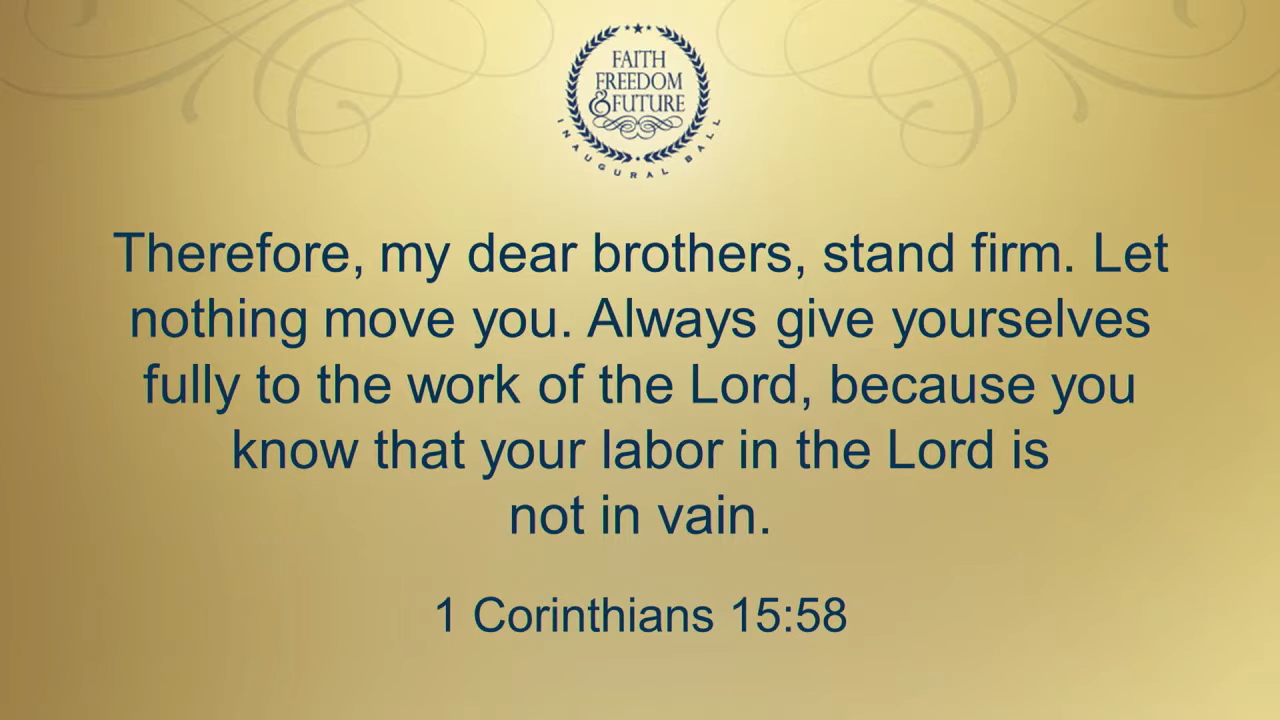 FAITH
FREEDOM
& FUTURE
INAUGURAL BALL
Therefore, my dear brothers, stand firm. Let
nothing move you. Always give yourselves
fully to the work of the Lord, because you
know that your labor in the Lord is
not in vain.
1 Corinthians 15:58